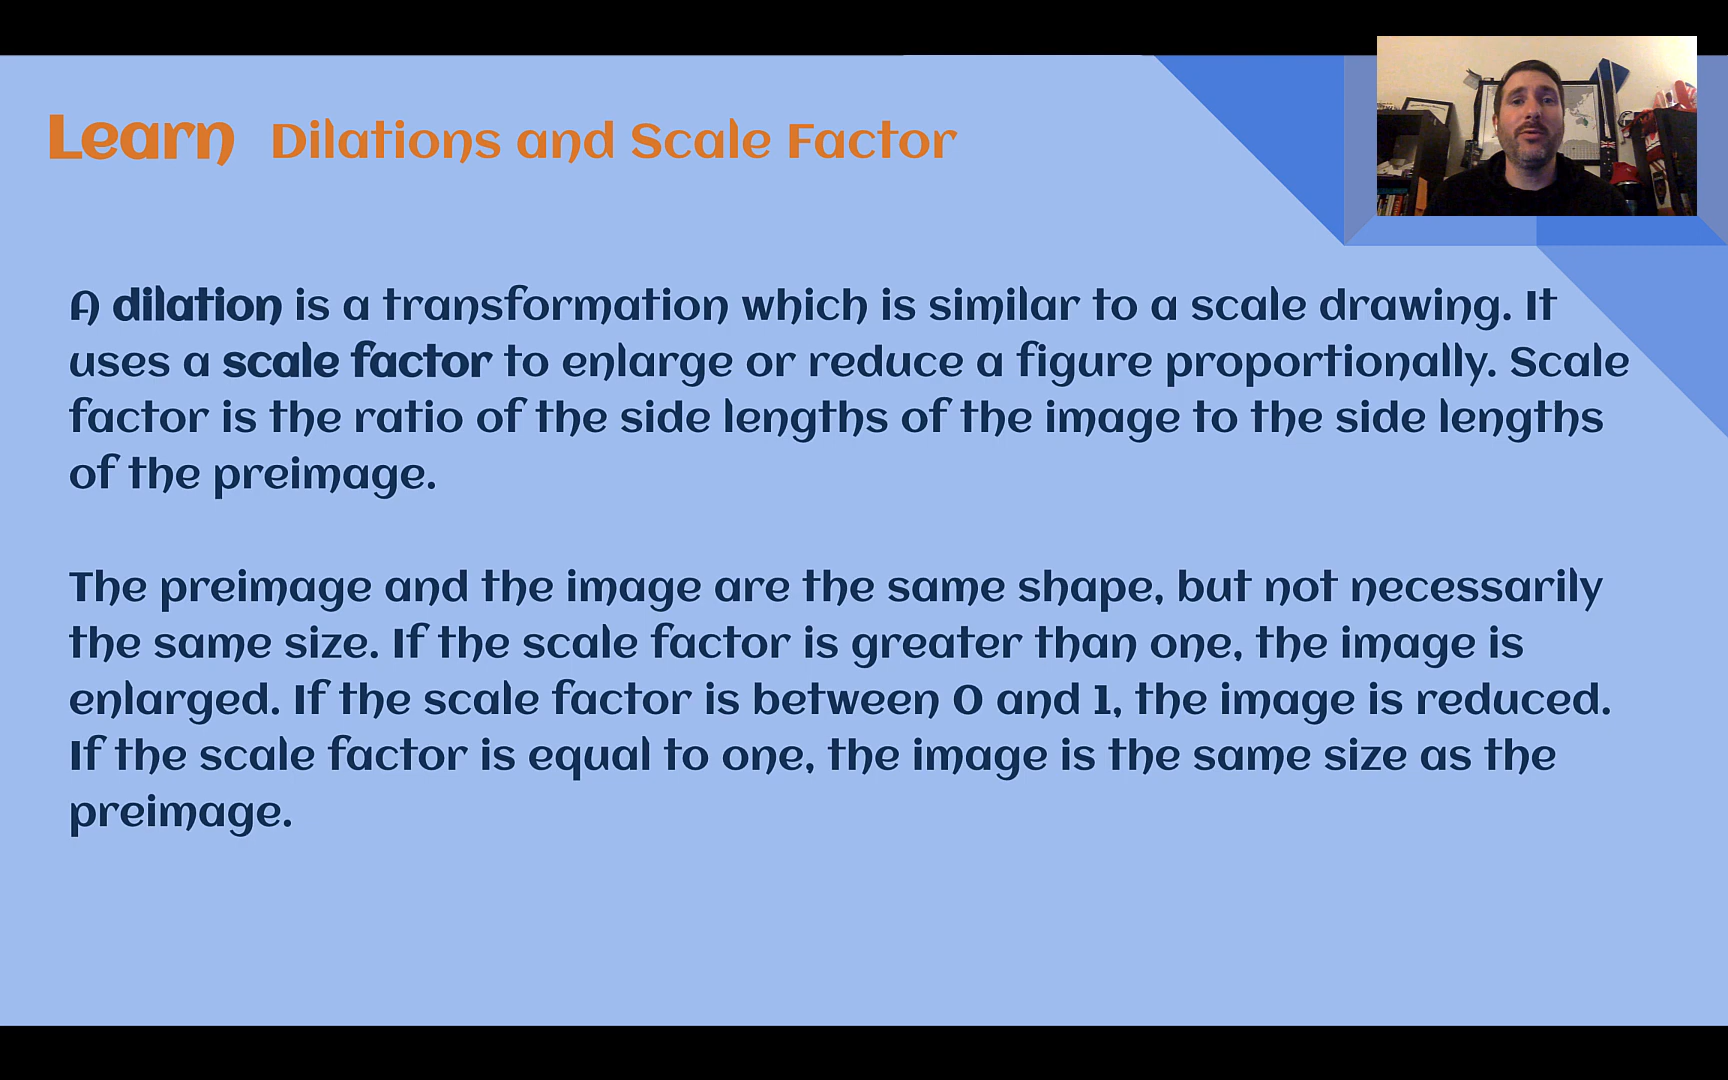 Learn Dilations and Scale Factor
A dilation is a transformation which is similar to a scale drawing. It
uses a scale factor to enlarge or reduce a figure proportionally. Scale
factor is the ratio of the side lengths of the image to the side lengths
of the preimage.
The preimage and the image are the same shape, but not necessarily
the same size. If the scale factor is greater than one, the image is
enlarged. If the scale factor is between 0 and 1, the image is reduced.
If the scale factor is equal to one, the image is the same size as the
preimage.